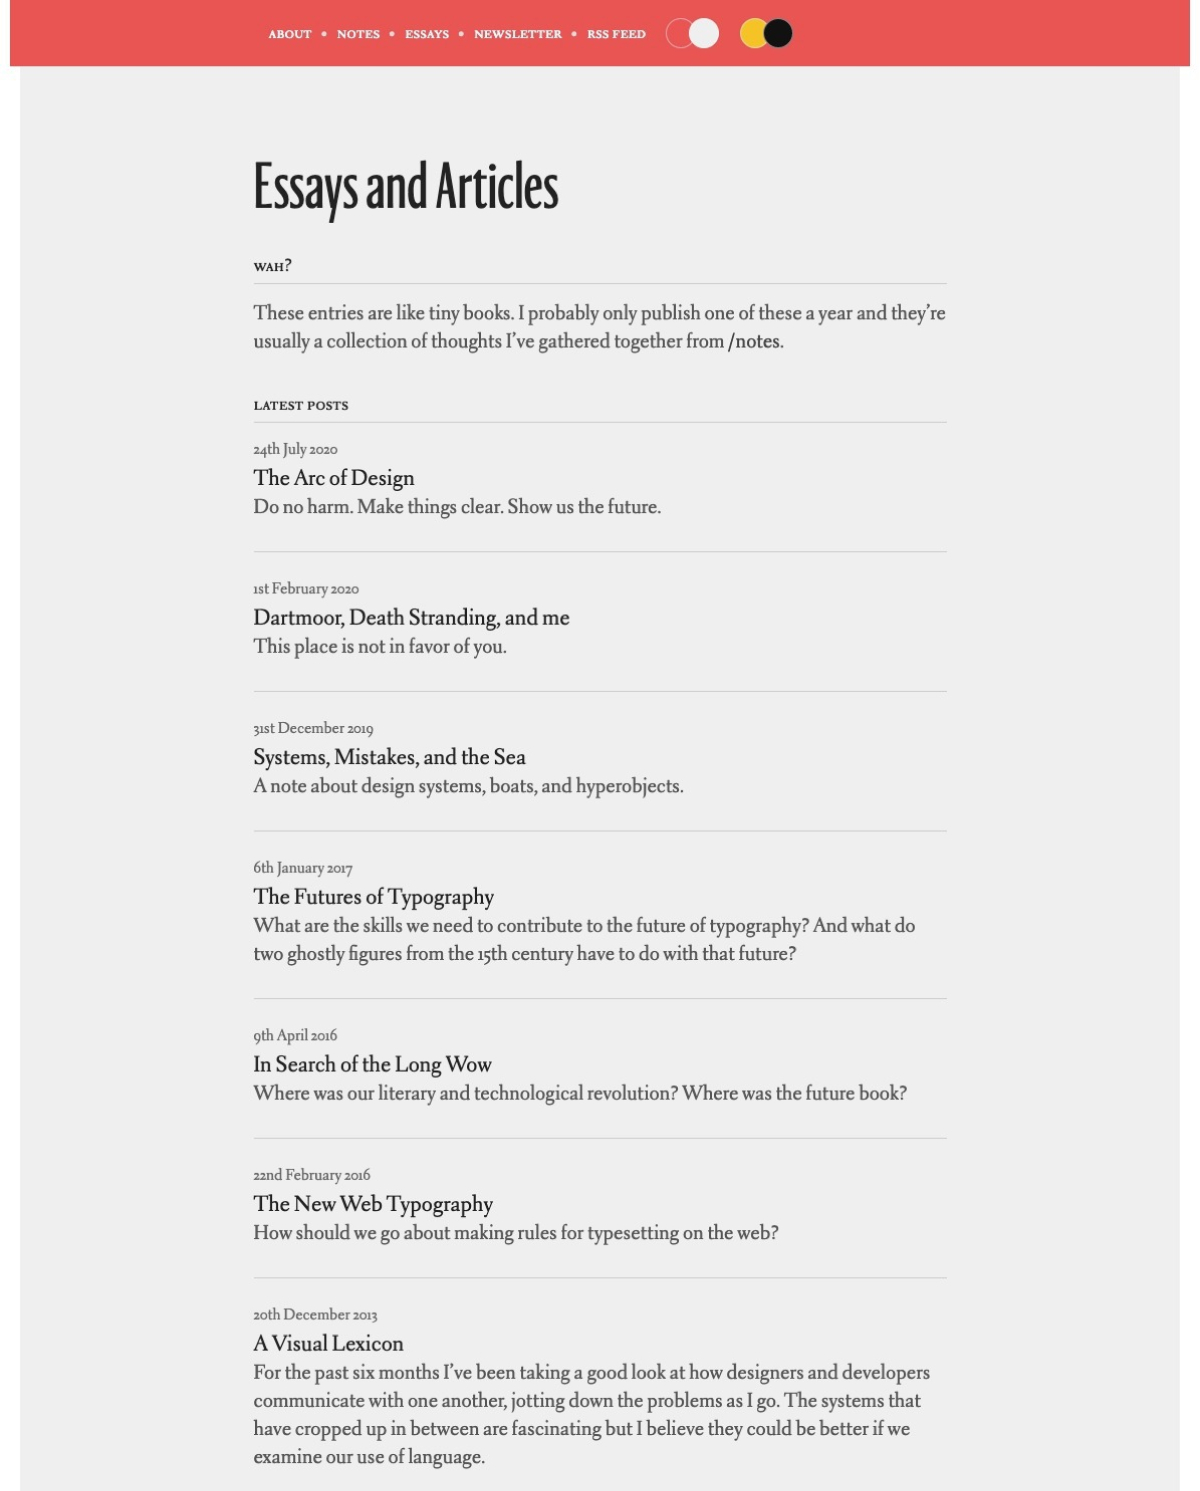 ABOUT • NOTES • ESSAYS • NEWSLETTER • RSS FEED
Essays and Articles
WAH?
These entries are like tiny books. I probably only publish one of these a year and they’re
usually a collection of thoughts I’ve gathered together from /notes.
LATEST POSTS
24th July 2020
The Arc of Design
Do no harm. Make things clear. Show us the future.
1st February 2020
Dartmoor, Death Stranding, and me
This place is not in favor of you.
31st December 2019
Systems, Mistakes, and the Sea
A note about design systems, boats, and hyperobjects.
6th January 2017
The Futures of Typography
What are the skills we need to contribute to the future of typography? And what do
two ghostly figures from the 15th century have to do with that future?
9th April 2016
In Search of the Long Wow
Where was our literary and technological revolution? Where was the future book?
22nd February 2016
The New Web Typography
How should we go about making rules for typesetting on the web?
20th December 2013
A Visual Lexicon
For the past six months I’ve been taking a good look at how designers and developers
communicate with one another, jotting down the problems as I go. The systems that
have cropped up in between are fascinating but I believe they could be better if we
examine our use of language.